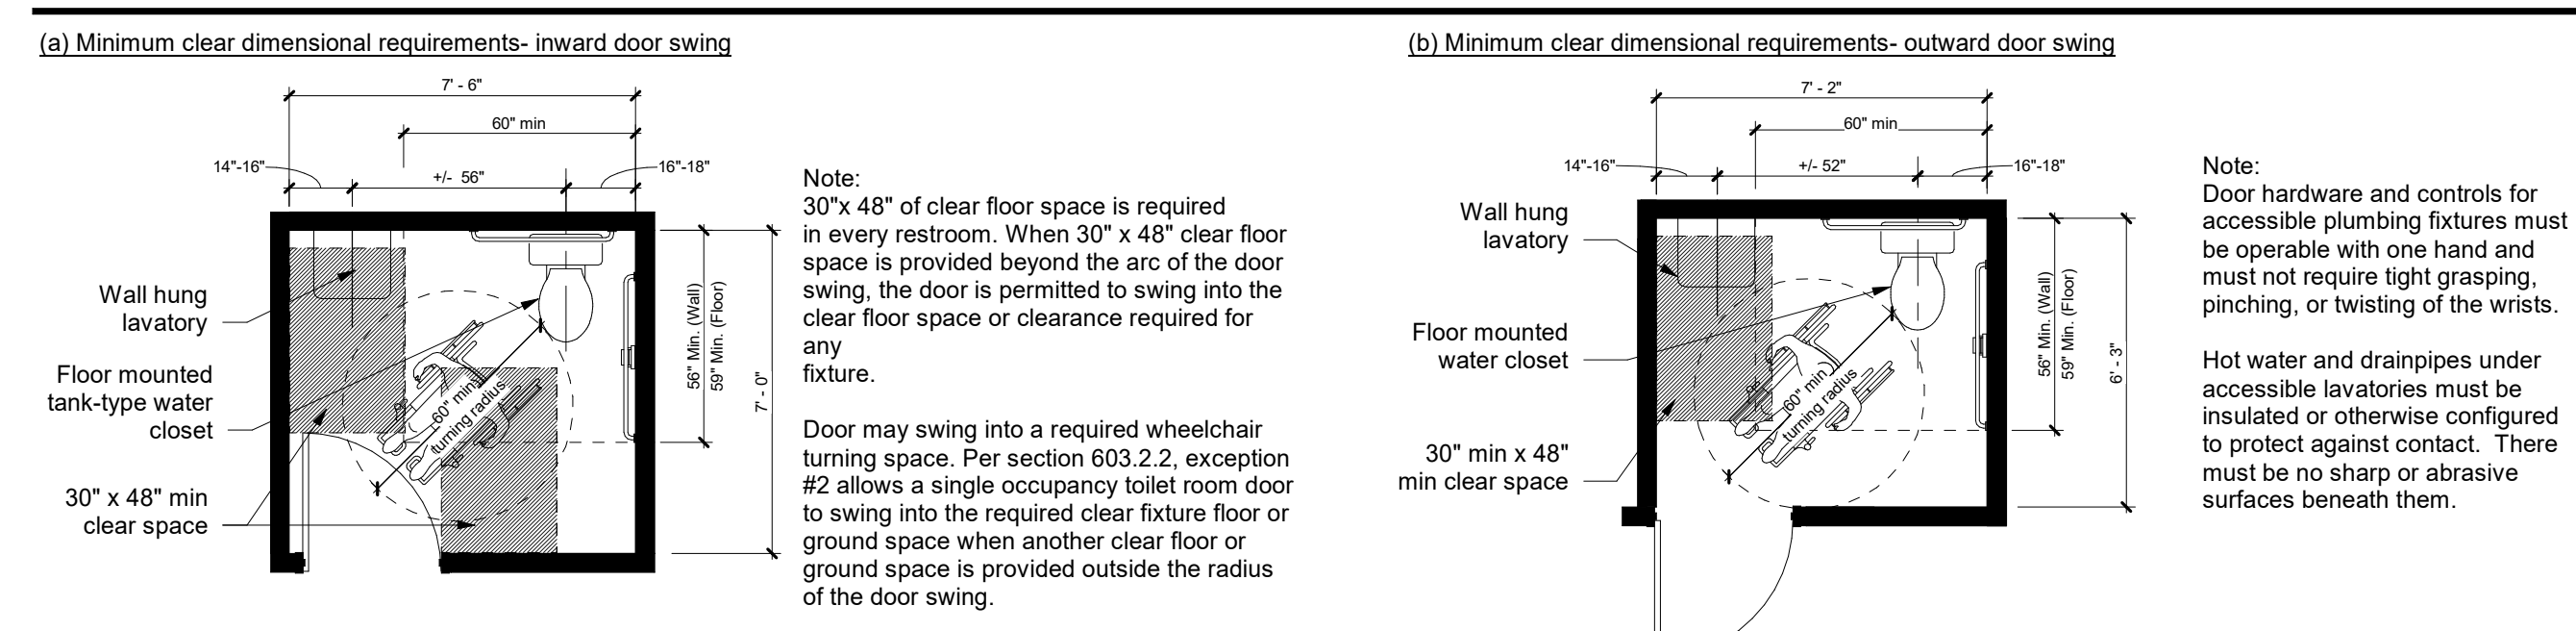 (a) Minimum clear dimensional requirements- inward door swing
7' - 6"
60" min
14"-16"
+/-  56"
16"-18"
Wall hung
lavatory
Floor mounted
tank-type water
closet
30" x 48" min
clear space
60" min
turning radius
56" Min. (Wall)
59" Min. (Floor)
7' - 0"
Note:
30"x 48" of clear floor space is required
in every restroom. When 30" x 48" clear floor
space is provided beyond the arc of the door
swing, the door is permitted to swing into the
clear floor space or clearance required for
any
fixture.
Door may swing into a required wheelchair
turning space. Per section 603.2.2, exception
#2 allows a single occupancy toilet room door
to swing into the required clear fixture floor or
ground space when another clear floor or
ground space is provided outside the radius
of the door swing.
(b) Minimum clear dimensional requirements- outward door swing
7' - 2"
60" min
14"-16"
+/- 52"
16"-18"
Wall hung
lavatory
Floor mounted
water closet
30" min x 48"
min clear space
60" min
turning radius
56" Min. (Wall)
59" Min. (Floor)
6' - 3"
Note:
Door hardware and controls for
accessible plumbing fixtures must
be operable with one hand and
must not require tight grasping,
pinching, or twisting of the wrists.
Hot water and drainpipes under
accessible lavatories must be
insulated or otherwise configured
to protect against contact.  There
must be no sharp or abrasive
surfaces beneath them.